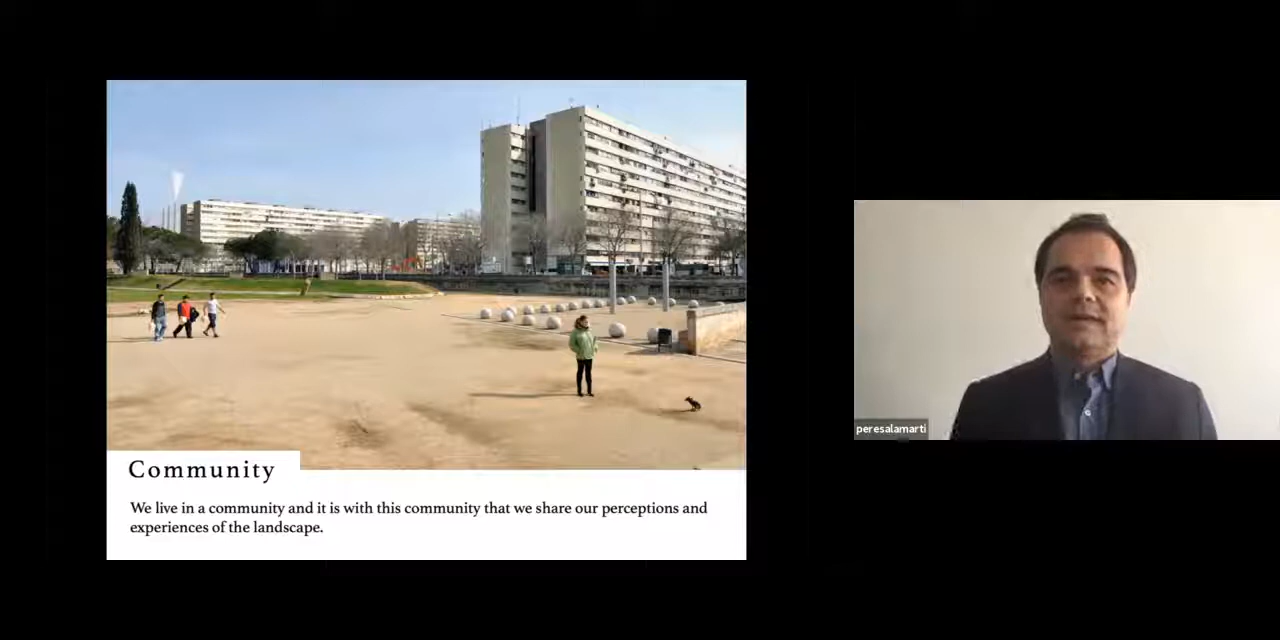 Community
We live in a community and it is with this community that we share our perceptions and
experiences of the landscape.
peresalamarti